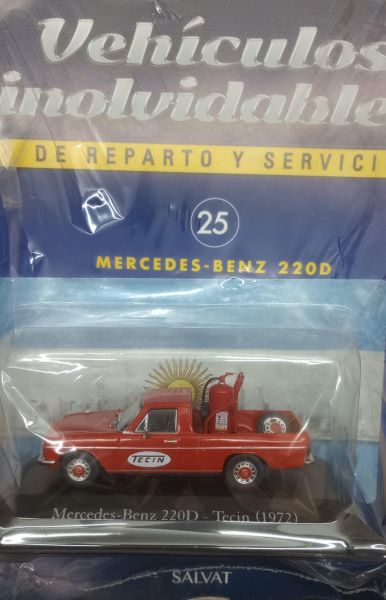 Vehículos
inolvidable
DE REPARTO Y SERVICI
25
MERCEDES-BENZ 220D
TECIN
Mercedes-Benz 220D - Tecin (1972)
SALVAT